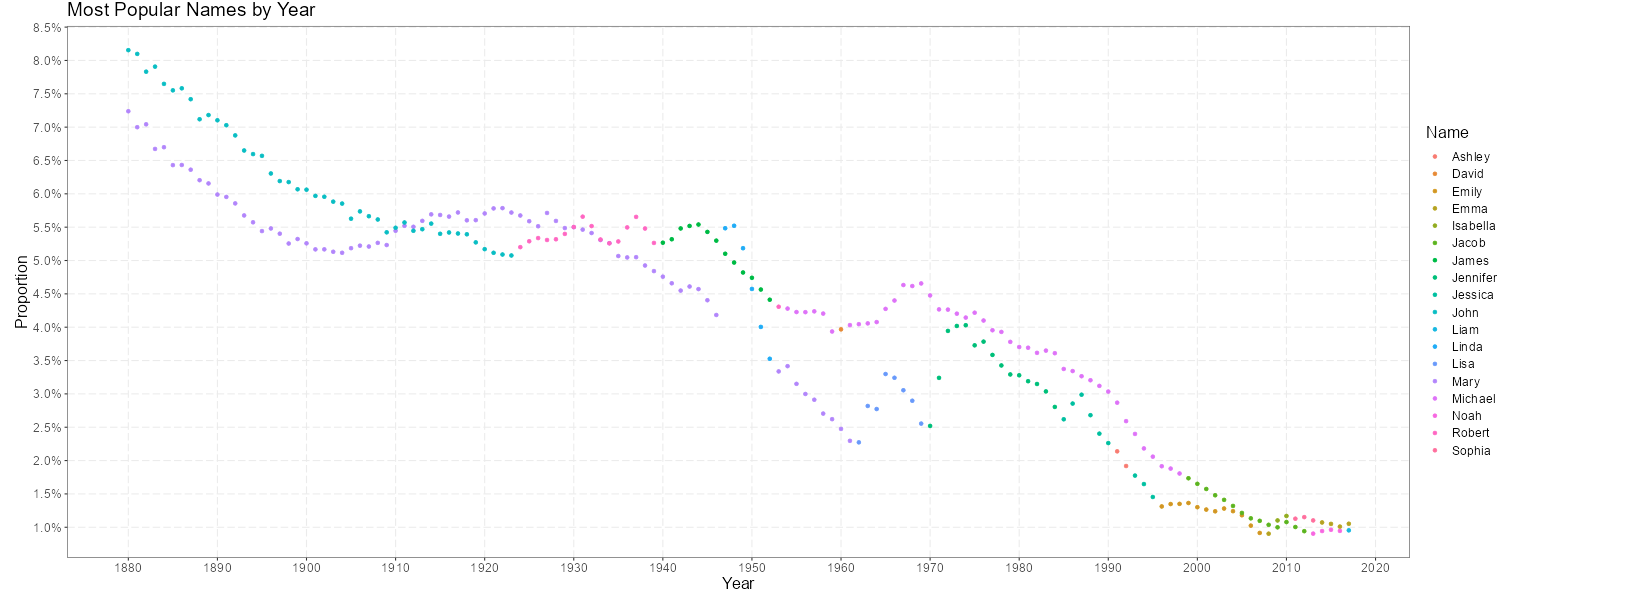 Most Popular Names by Year
8.5%
8.0%
7.5%
7.0%
6.5%
6.0%
5.5%
5.0%
4.5%
4.0%
3.5%
3.0%
2.5%
2.0%
1.5%
1.0%
Proportion
1880 1890 1900 1910 1920 1930 1940 1950 1960 1970 1980 1990 2000 2010 2020
Year
Name
Ashley
David
Emily
Emma
Isabella
Jacob
James
Jennifer
Jessica
John
Liam
Linda
Lisa
Mary
Michael
Noah
Robert
Sophia